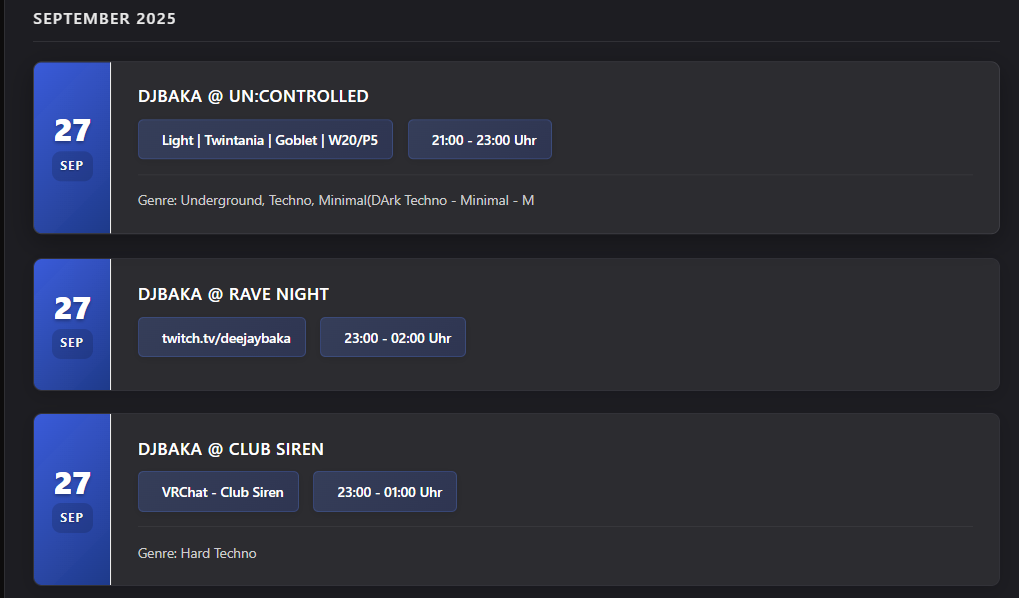 SEPTEMBER 2025
27
SEP
DJBAKA @ UN:CONTROLLED
Light | Twintania | Goblet | W20/P5
21:00 - 23:00 Uhr
Genre: Underground, Techno, Minimal(DArk Techno - Minimal - M
27
SEP
DJBAKA @ RAVE NIGHT
twitch.tv/deejaybaka
23:00 - 02:00 Uhr
27
SEP
DJBAKA @ CLUB SIREN
VRChat - Club Siren
23:00 - 01:00 Uhr
Genre: Hard Techno